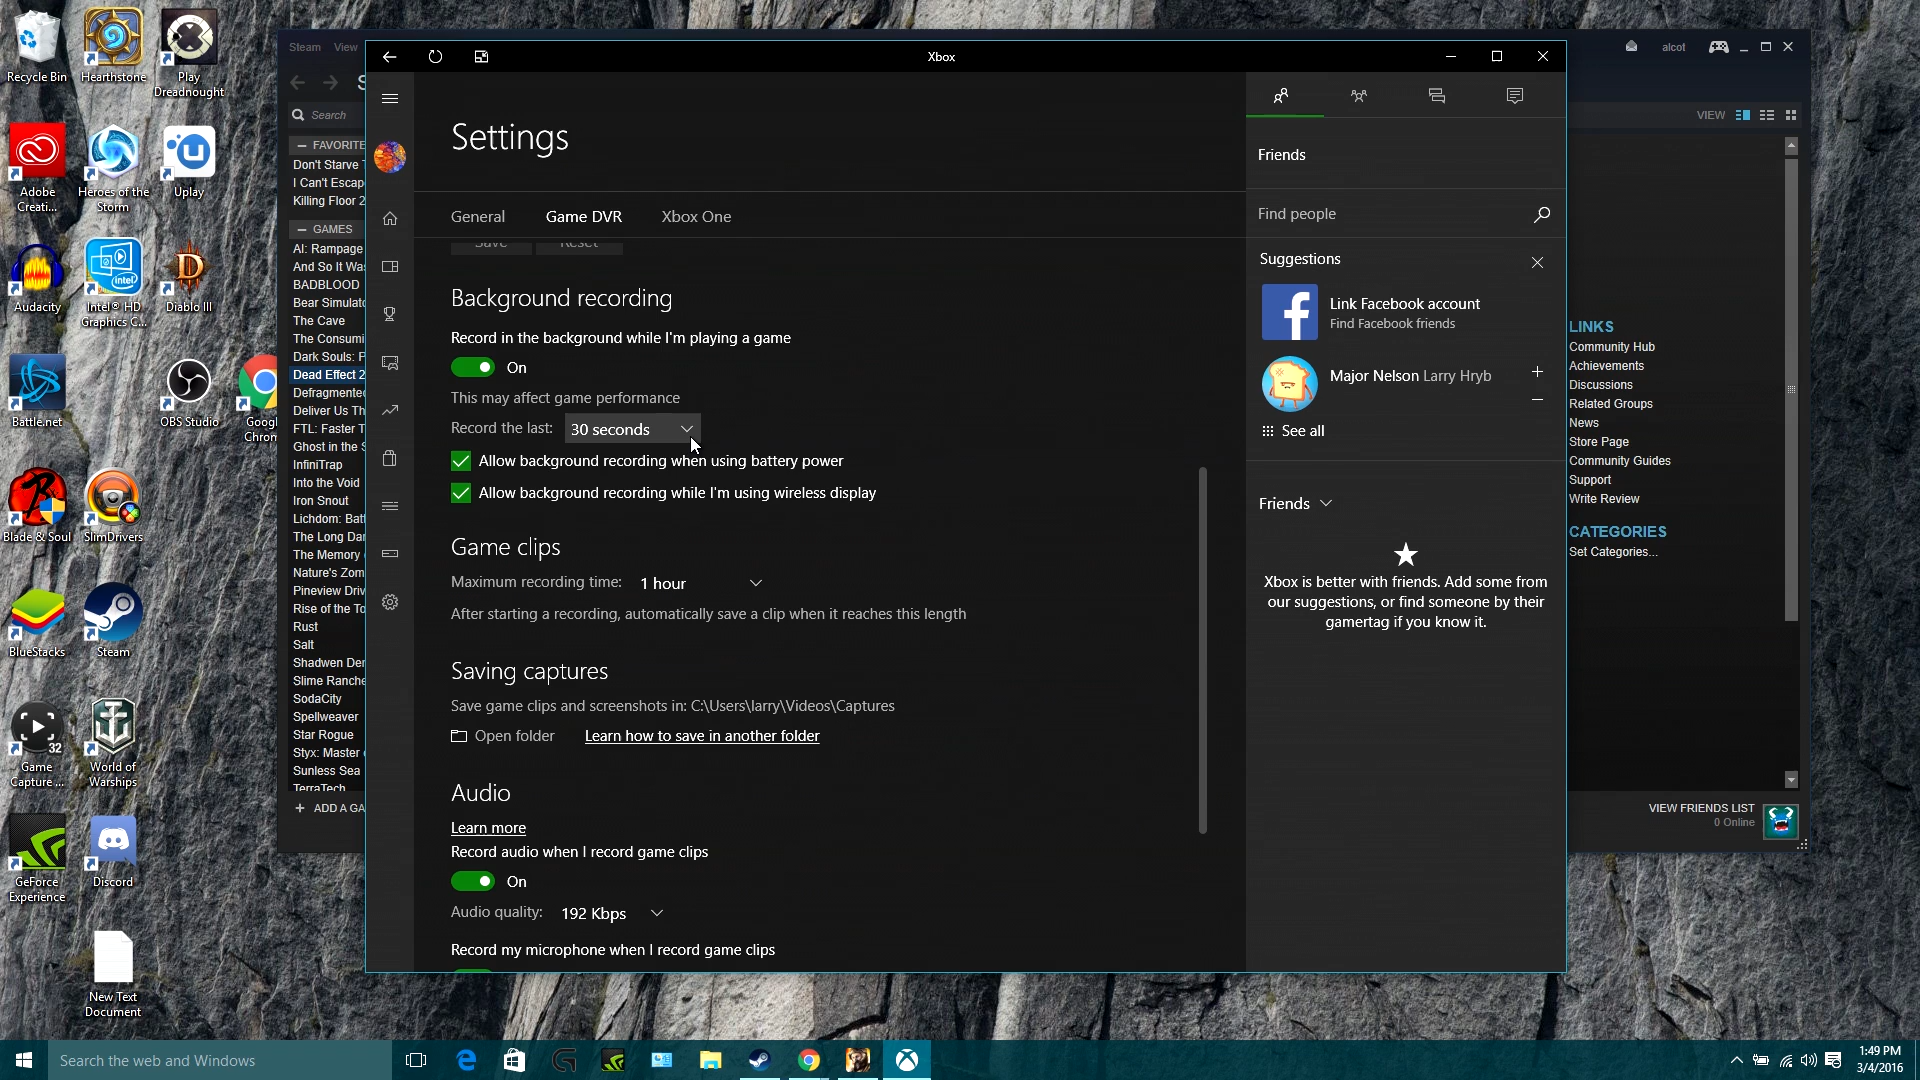 Recycle Bin
Hearthstone
Play
Dreadnought
Adobe
Creati...
Heroes of the
Storm
Uplay
Audacity
Intel® HD
Graphics C...
Diablo III
Battle.net
OBS Studio
Googl
Chrom
Blade & Soul
SlimDrivers
BlueStacks
Steam
32
Game
Capture ...
World of
Warships
GeForce
Experience
Discord
New Text
Document
Steam View
S
Search
FAVORITE
Don't Starve
I Can't Escap
Killing Floor 2
GAMES
AI: Rampage
And So It Wa
BADBLOOD
Bear Simulat
The Cave
The Consumi
Dark Souls: P
Dead Effect 2
Defragmente
Deliver Us Th
FTL: Faster T
Ghost in the S
InfiniTrap
Into the Void
Iron Snout
Lichdom: Bat
The Long Dar
The Memory
Nature's Zom
Pineview Driv
Rise of the To
Rust
Salt
Shadwen Der
Slime Ranche
SodaCity
Spellweaver
Star Rogue
Styx: Master
Sunless Sea
TerraTech
ADD A GA
Xbox
Settings
General Game DVR Xbox One
Save Reset
Background recording
Record in the background while I'm playing a game
On
This may affect game performance
Record the last: 30 seconds
Allow background recording when using battery power
Allow background recording while I'm using wireless display
Game clips
Maximum recording time: 1 hour
After starting a recording, automatically save a clip when it reaches this length
Saving captures
Save game clips and screenshots in: C:\Users\larry\Videos\Captures
Open folder Learn how to save in another folder
Audio
Learn more
Record audio when I record game clips
On
Audio quality: 192 Kbps
Record my microphone when I record game clips
Friends
Find people
Suggestions
Link Facebook account
Find Facebook friends
Major Nelson Larry Hryb
See all
Friends
Xbox is better with friends. Add some from
our suggestions, or find someone by their
gamertag if you know it.
alcot
VIEW
LINKS
Community Hub
Achievements
Discussions
Related Groups
News
Store Page
Community Guides
Support
Write Review
CATEGORIES
Set Categories...
VIEW FRIENDS LIST
0 Online
Search the web and Windows
1:49 PM
3/4/2016